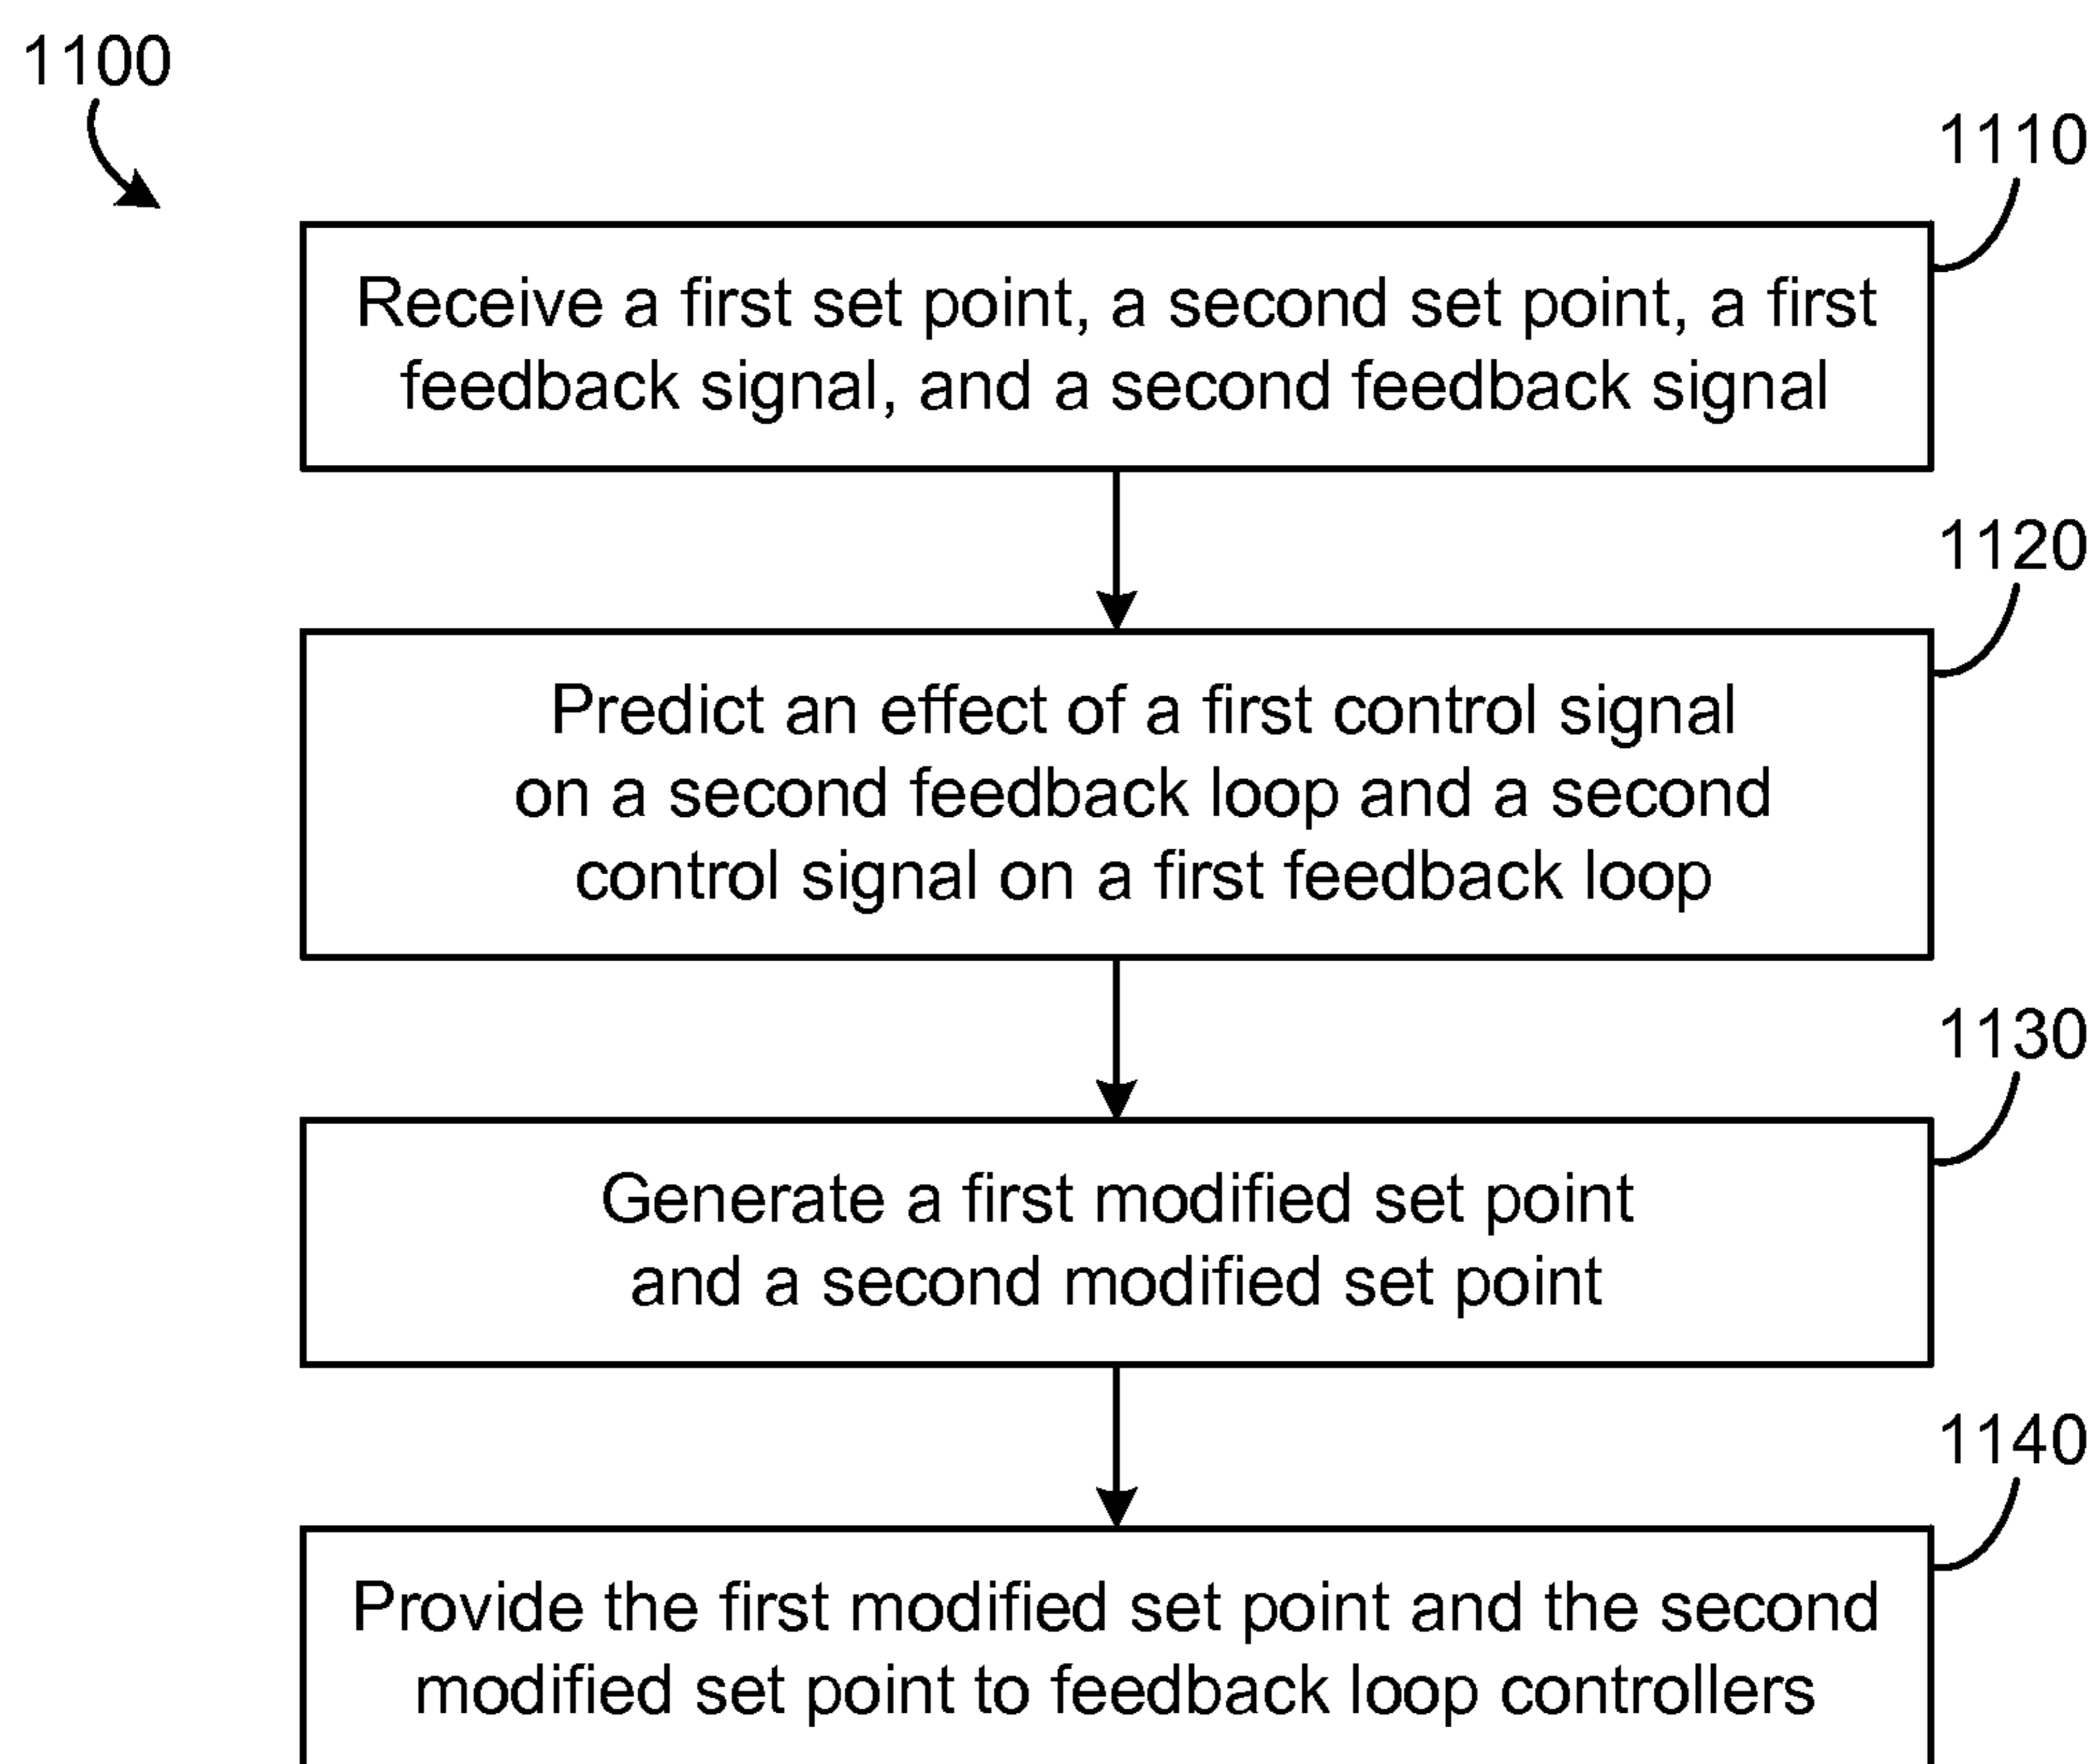 1100
1110
Receive a first set point, a second set point, a first
feedback signal, and a second feedback signal
1120
Predict an effect of a first control signal
on a second feedback loop and a second
control signal on a first feedback loop
1130
Generate a first modified set point
and a second modified set point
1140
Provide the first modified set point and the second
modified set point to feedback loop controllers